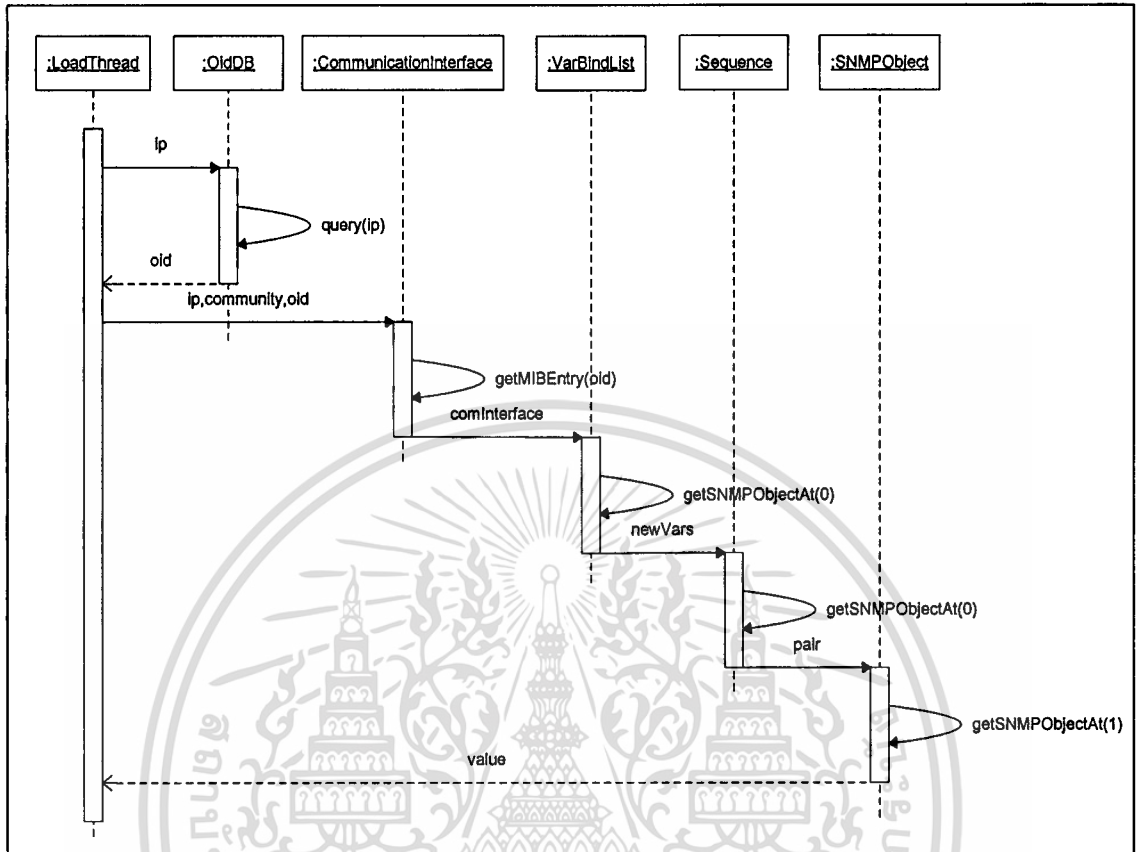 :LoadThread
:OidDB
:CommunicationInterface
:VarBindList
:Sequence
:SNMPObject
ip
query(ip)
oid
ip,community,oid
getMIBEntry(oid)
comInterface
getSNMPObjectAt(0)
newVars
getSNMPObjectAt(0)
pair
getSNMPObjectAt(1)
value